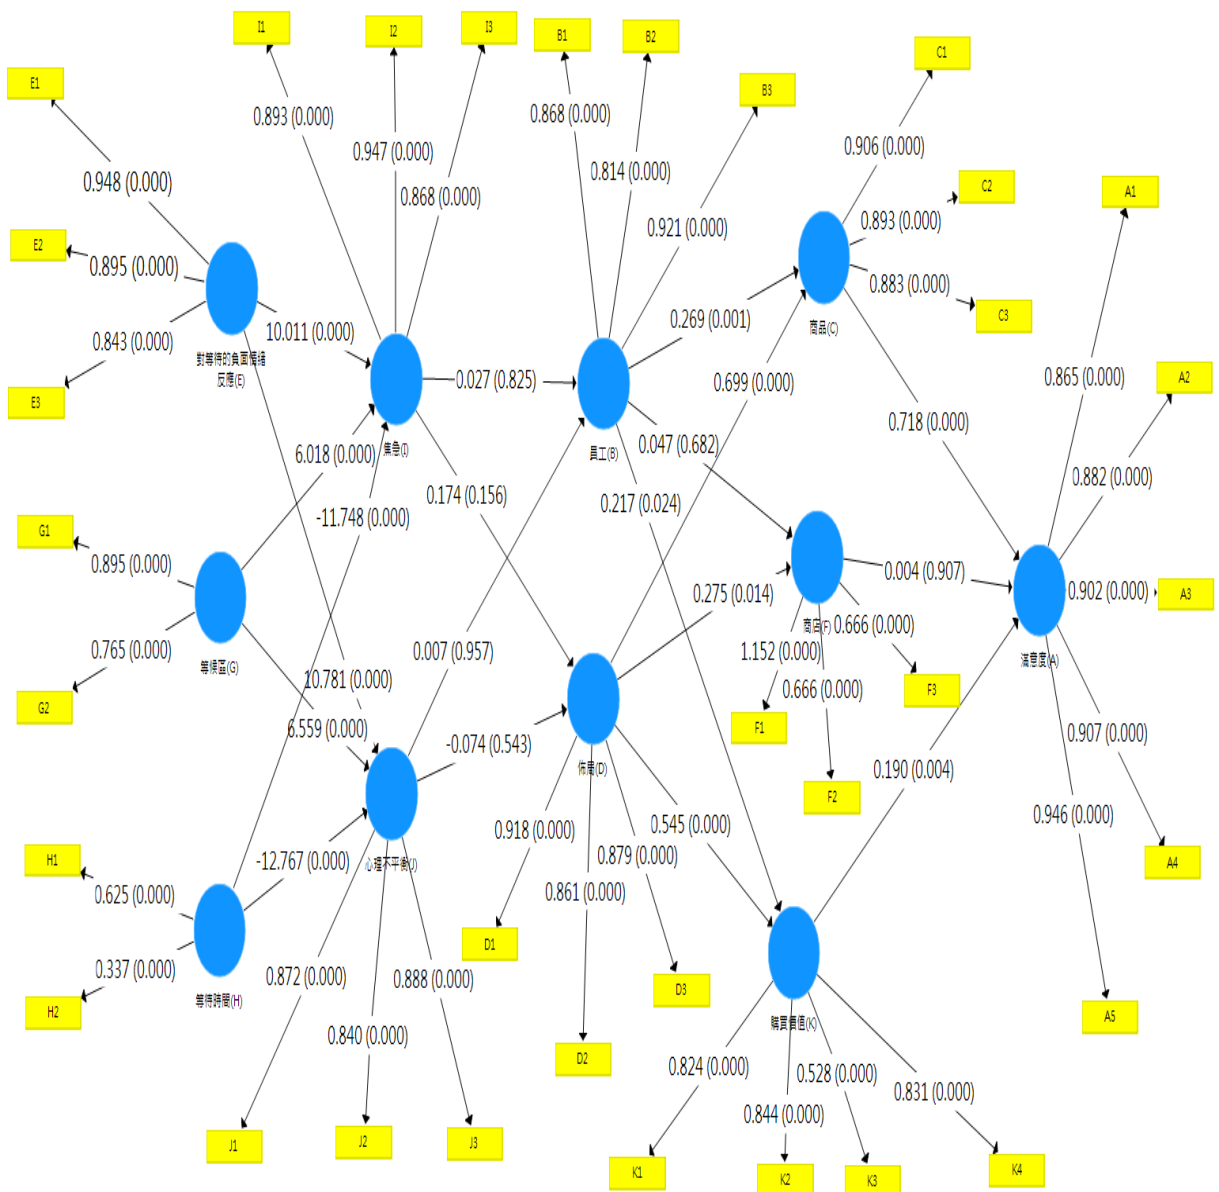 I1
I2
I3
B1
B2
C1
E1
B3
0.893 (0.000)
0.868 (0.000)
0.906 (0.000)
0.947 (0.000)
0.814 (0.000)
0.948 (0.000)
0.868 (0.000)
C2
A1
0.921 (0.000)
0.893 (0.000)
E2
0.895 (0.000)
0.883 (0.000)
C3
10.011 (0.000)
0.269 (0.001)
商品(C)
0.843 (0.000)
對等待的負面情緒
反應(E)
0.027 (0.825)
0.699 (0.000)
0.865 (0.000)
A2
E3
0.718 (0.000)
焦急(I)
員工(B)
0.047 (0.682)
6.018 (0.000)
0.882 (0.000)
0.174 (0.156)
0.217 (0.024)
-11.748 (0.000)
G1
0.895 (0.000)
0.004 (0.907)
0.902 (0.000)
A3
0.275 (0.014)
商店(F)
0.666 (0.000)
0.765 (0.000)
等候區(G)
0.007 (0.957)
1.152 (0.000)
滿意度(A)
10.781 (0.000)
0.666 (0.000)
F3
G2
6.559 (0.000)
F1
0.907 (0.000)
-0.074 (0.543)
佈局(D)
0.190 (0.004)
F2
0.918 (0.000)
0.545 (0.000)
0.946 (0.000)
H1
-12.767 (0.000)
心理不平衡(J)
0.879 (0.000)
A4
0.625 (0.000)
0.861 (0.000)
D1
0.337 (0.000)
0.872 (0.000)
0.888 (0.000)
D3
等待時間(H)
H2
購買價值(K)
A5
0.840 (0.000)
D2
0.824 (0.000)
0.528 (0.000)
0.831 (0.000)
0.844 (0.000)
J1
J2
J3
K1
K2
K3
K4